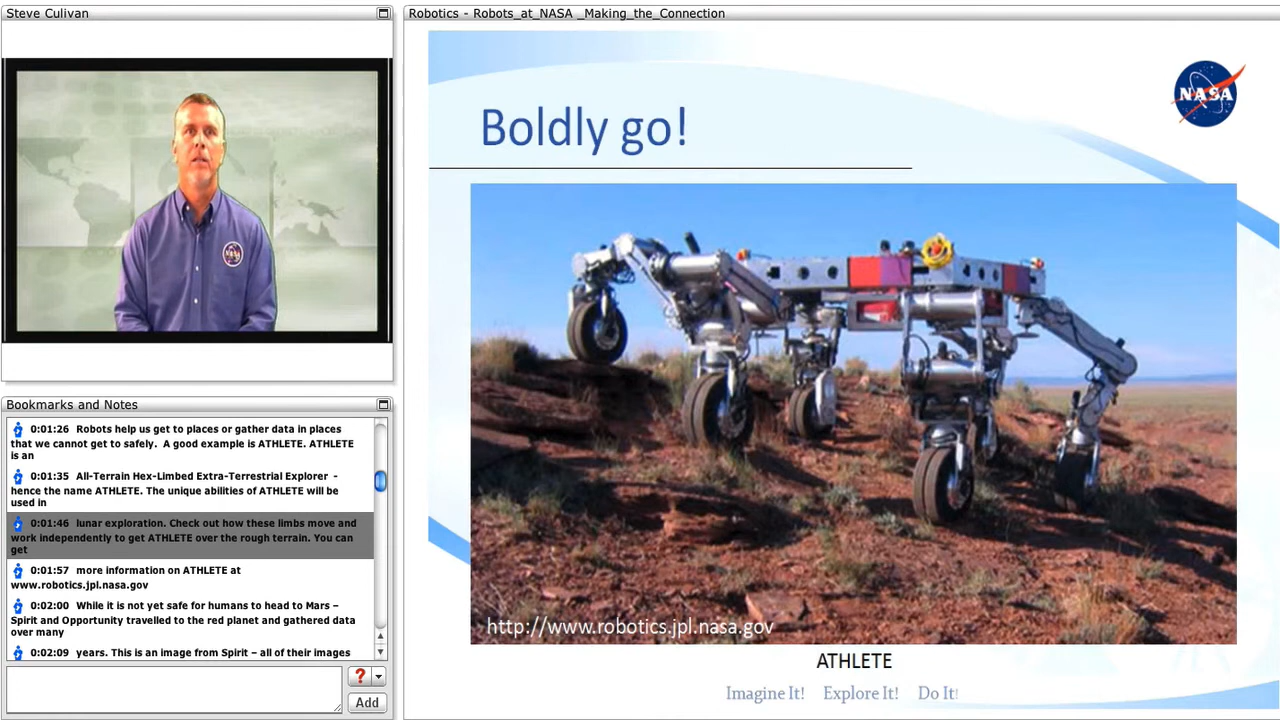 Steve Culivan
Robotics - Robots_at_NASA _Making_the_Connection
NASA
Boldly go!
http://www.robotics.jpl.nasa.gov
ATHLETE
Imagine It! Explore It! Do It!
Bookmarks and Notes
0:01:26 Robots help us get to places or gather data in places
that we cannot get to safely. A good example is ATHLETE. ATHLETE
is an
0:01:35 All-Terrain Hex-Limbed Extra-Terrestrial Explorer -
hence the name ATHLETE. The unique abilities of ATHLETE will be
used in
0:01:46 lunar exploration. Check out how these limbs move and
work independently to get ATHLETE over the rough terrain. You can
get
0:01:57 more information on ATHLETE at
www.robotics.jpl.nasa.gov
0:02:00 While it is not yet safe for humans to head to Mars –
Spirit and Opportunity travelled to the red planet and gathered data
over many
0:02:09 years. This is an image from Spirit – all of their images
?
Add